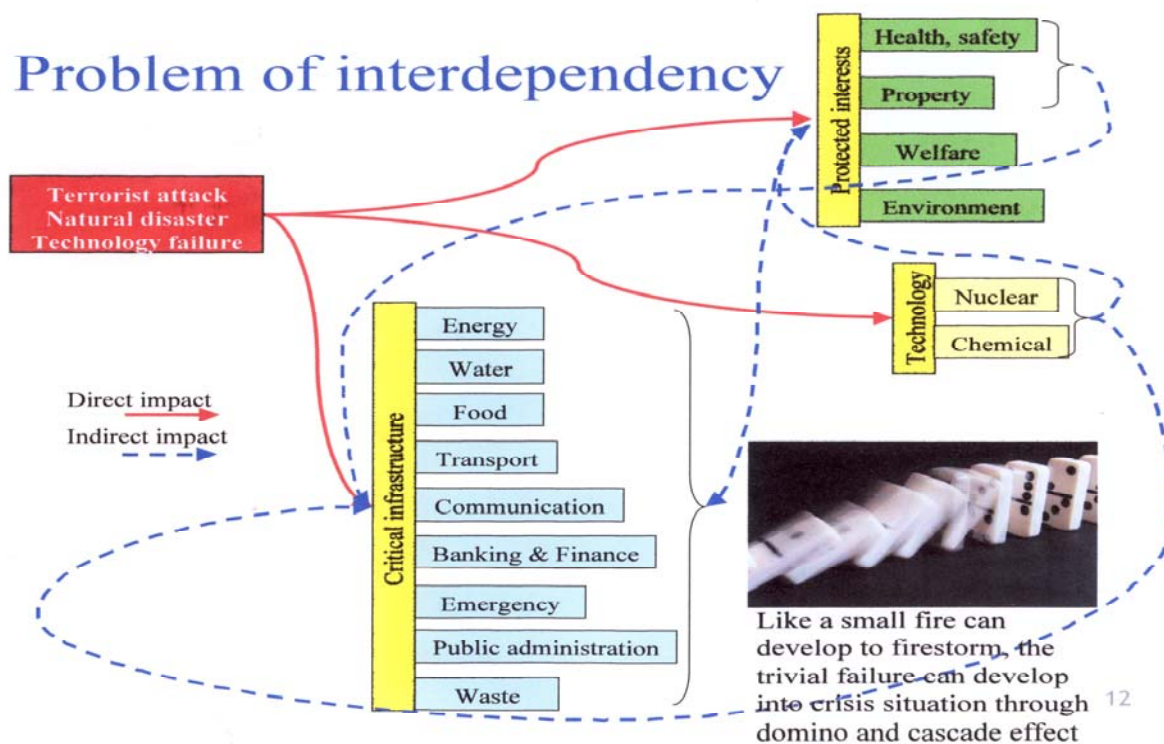 Problem of interdependency
Terrorist attack
Natural disaster
Technology failure
Direct impact
Indirect impact
Protected interests
Health, safety
Property
Welfare
Environment
Technology
Nuclear
Chemical
Critical infrastructure
Energy
Water
Food
Transport
Communication
Banking & Finance
Emergency
Public administration
Waste
Like a small fire can
develop to firestorm, the
trivial failure can develop
into crisis situation through
domino and cascade effect
12